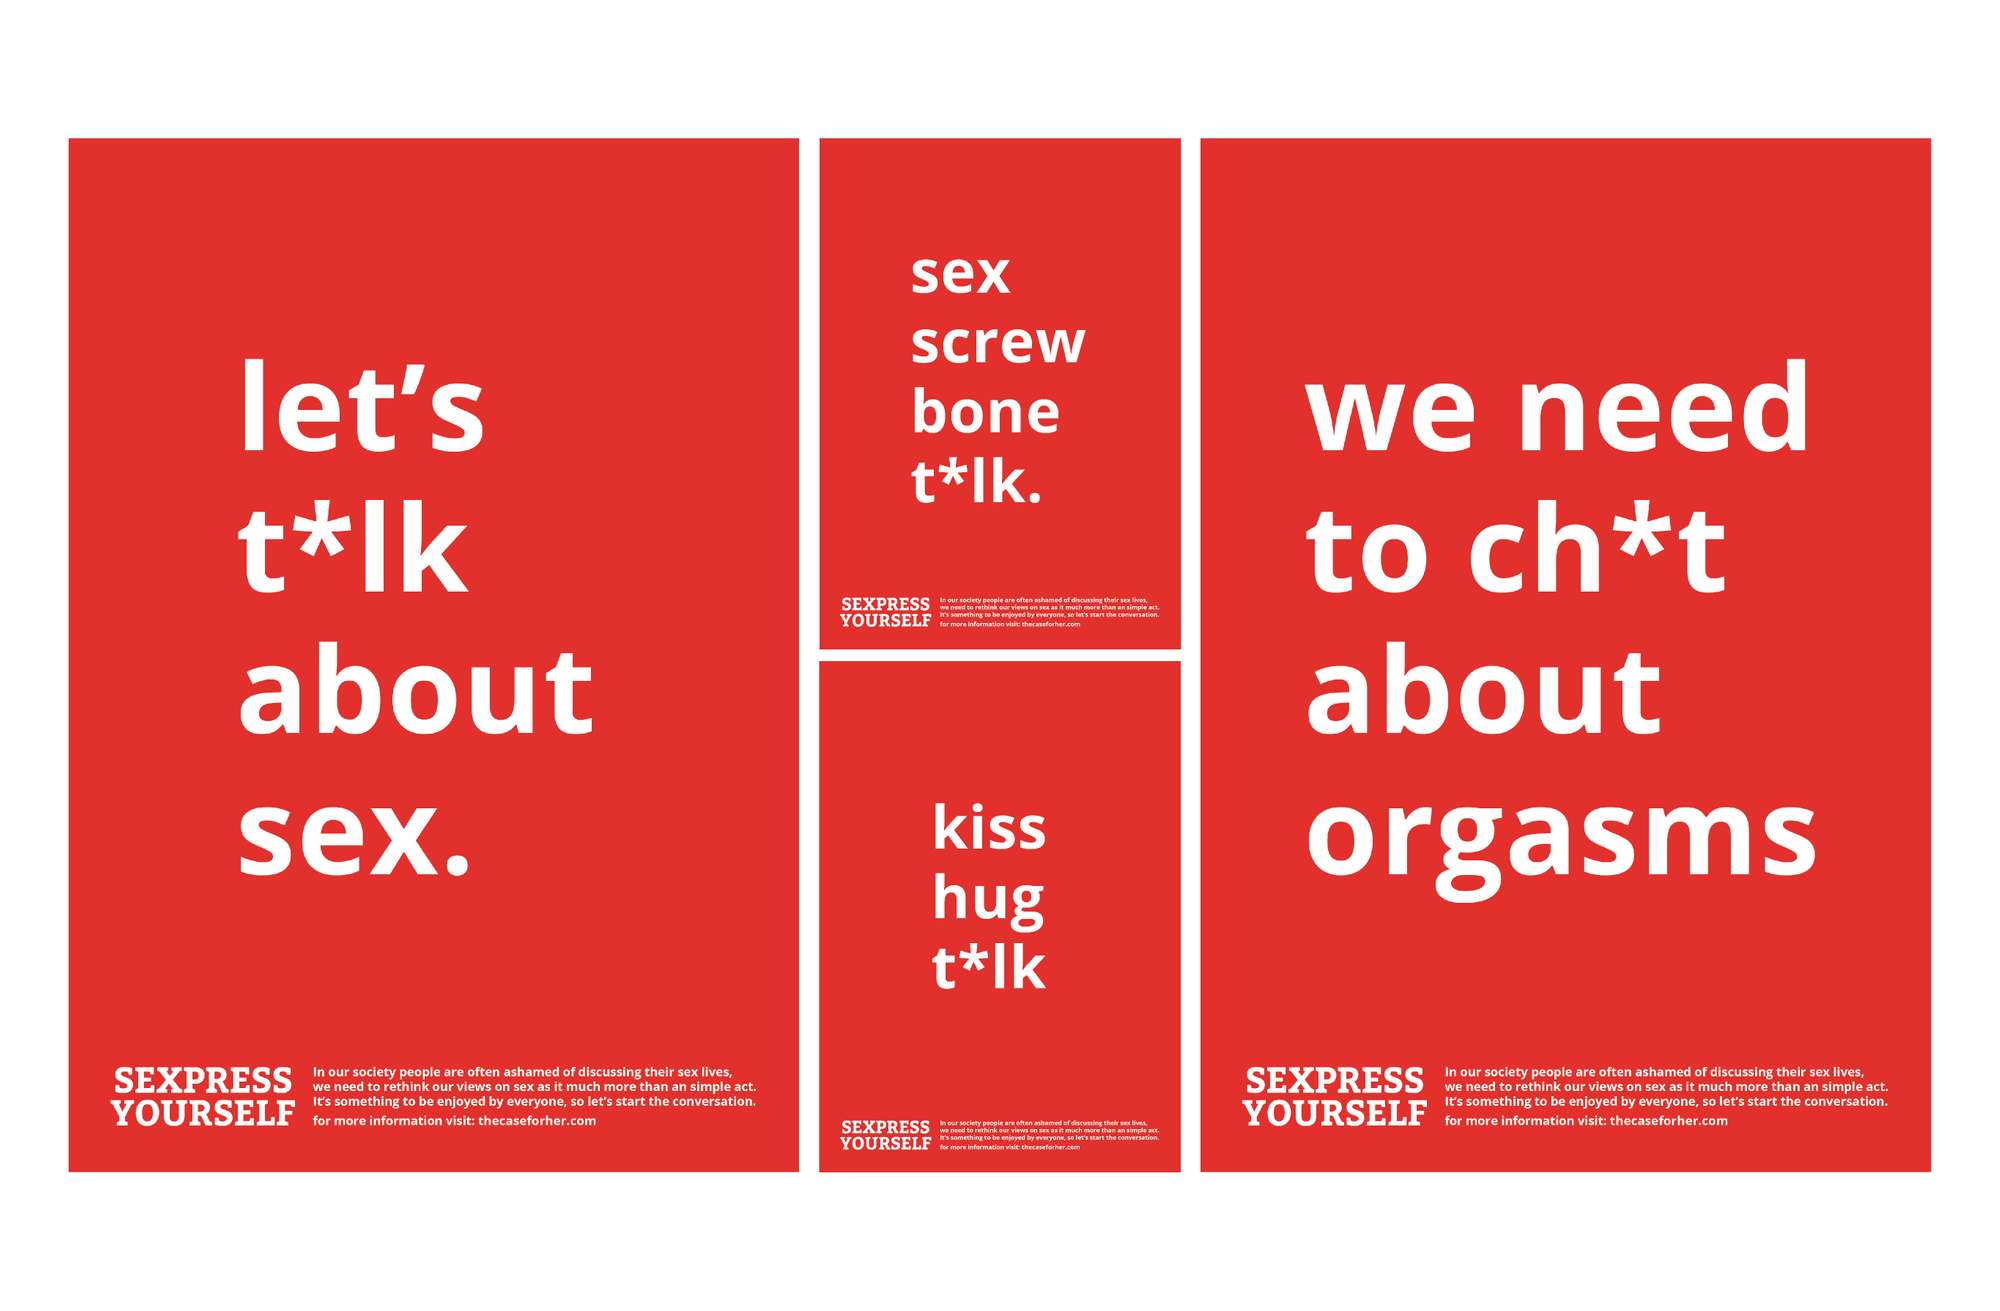 let’s
t*lk
about
sex.
SEXPRESS
YOURSELF
In our society people are often ashamed of discussing their sex lives,
we need to rethink our views on sex as it much more than an simple act.
It’s something to be enjoyed by everyone, so let’s start the conversation.
for more information visit: thecaseforher.com
sex
screw
bone
t*lk.
SEXPRESS
YOURSELF
In our society people are often ashamed of discussing their sex lives,
we need to rethink our views on sex as it much more than an simple act.
It’s something to be enjoyed by everyone, so let’s start the conversation.
for more information visit: thecaseforher.com
kiss
hug
t*lk
SEXPRESS
YOURSELF
In our society people are often ashamed of discussing their sex lives,
we need to rethink our views on sex as it much more than an simple act.
It’s something to be enjoyed by everyone, so let’s start the conversation.
for more information visit: thecaseforher.com
we need
to ch*t
about
orgasms
SEXPRESS
YOURSELF
In our society people are often ashamed of discussing their sex lives,
we need to rethink our views on sex as it much more than an simple act.
It’s something to be enjoyed by everyone, so let’s start the conversation.
for more information visit: thecaseforher.com